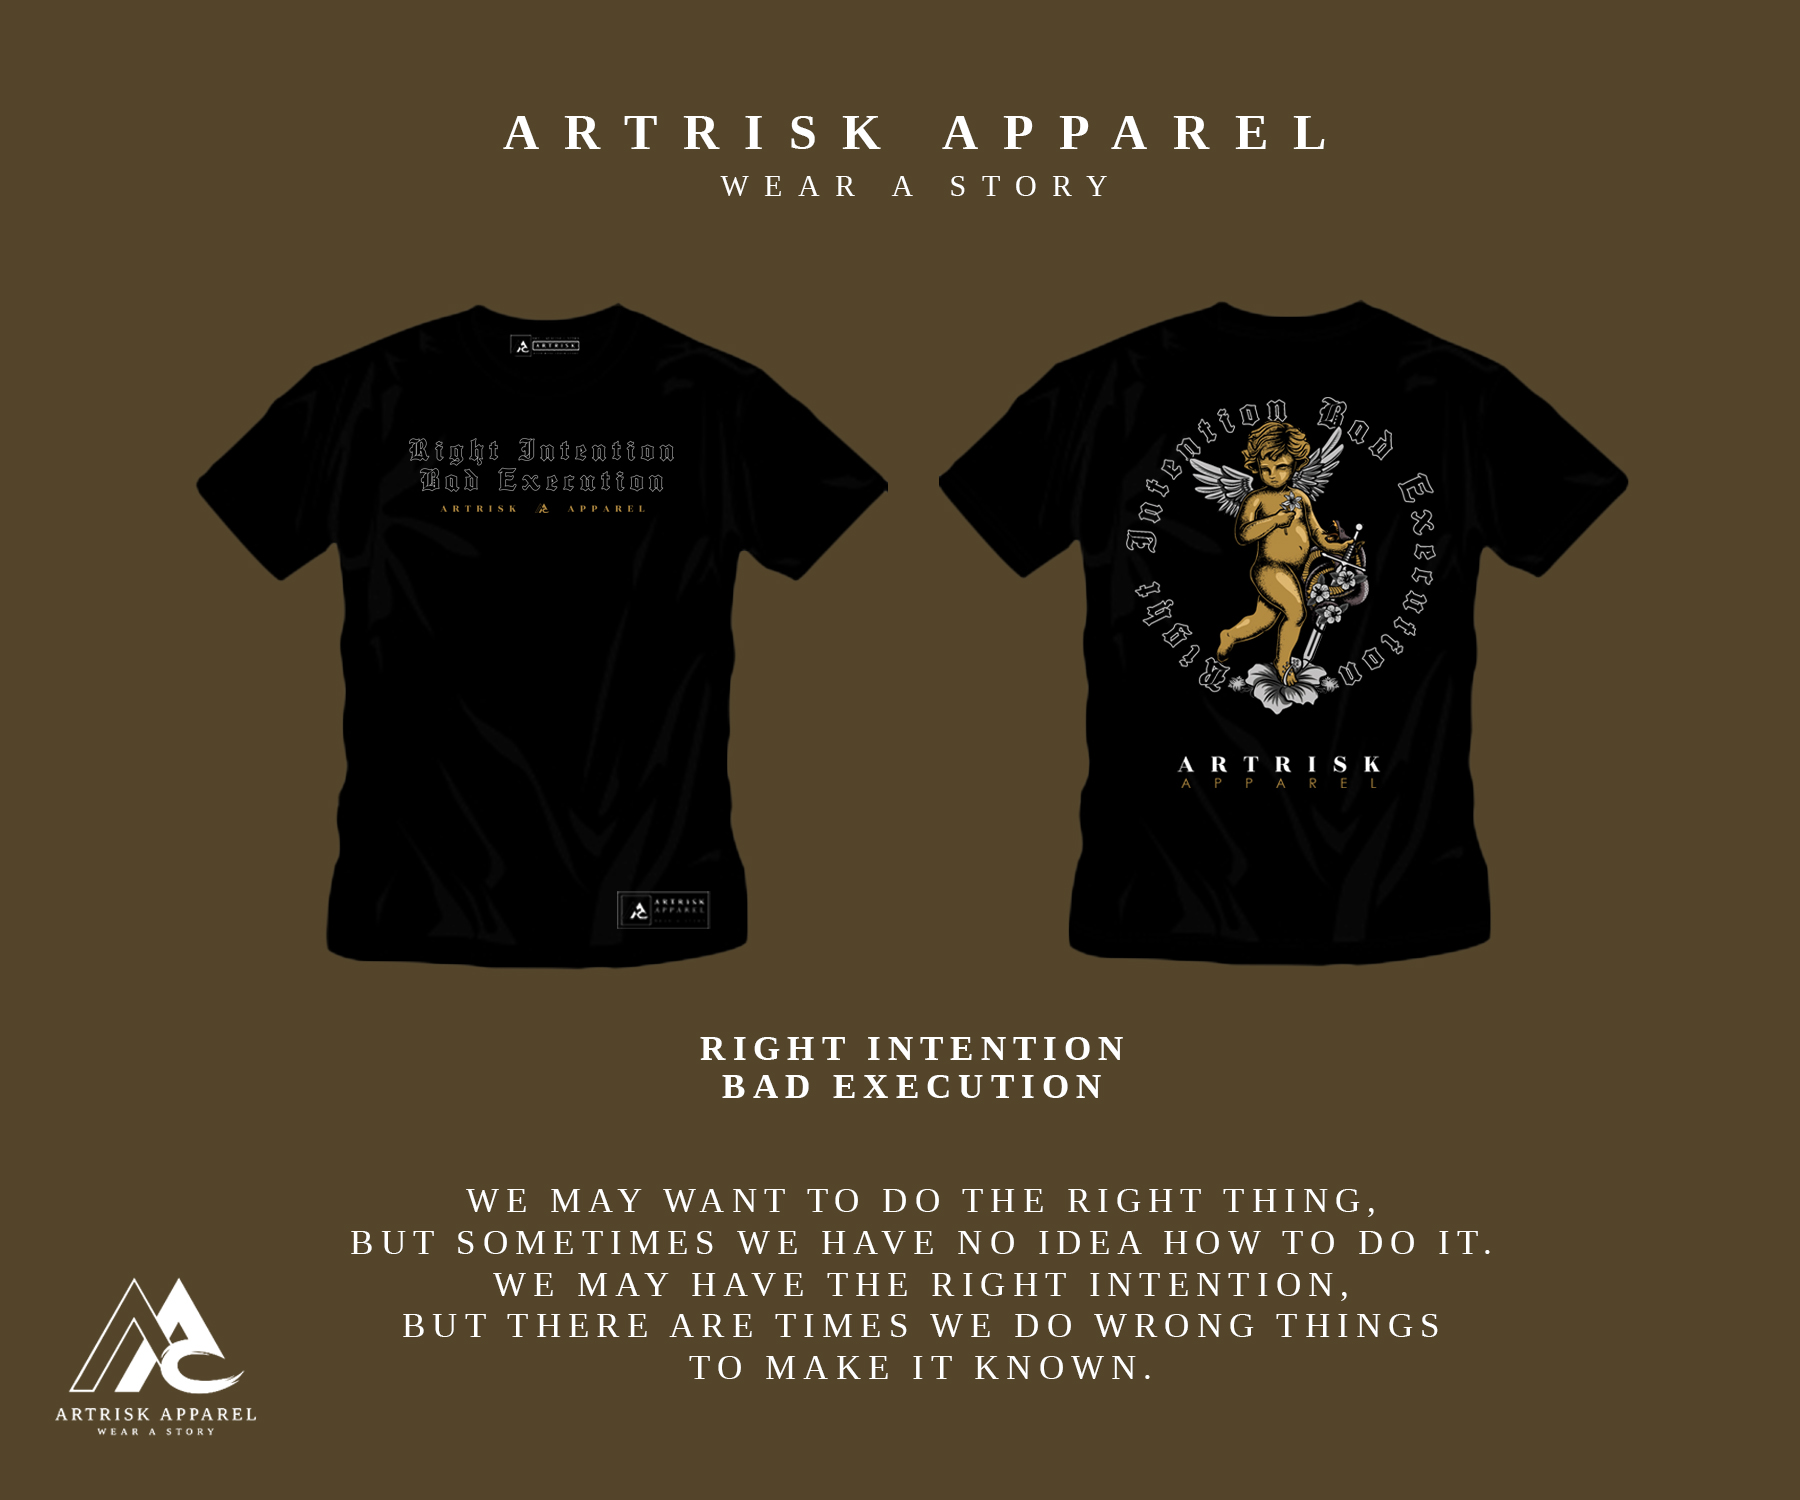 ARTRISK APPAREL
WEAR A STORY
ARTRISK
Right Intention
Bad Execution
ARTRISK APPAREL
ARTRISK
APPAREL
Right Intention Bad Execution
ARTRISK
APPAREL
RIGHT INTENTION
BAD EXECUTION
WE MAY WANT TO DO THE RIGHT THING,
BUT SOMETIMES WE HAVE NO IDEA HOW TO DO IT.
WE MAY HAVE THE RIGHT INTENTION,
BUT THERE ARE TIMES WE DO WRONG THINGS
TO MAKE IT KNOWN.
ARTRISK APPAREL
WEAR A STORY